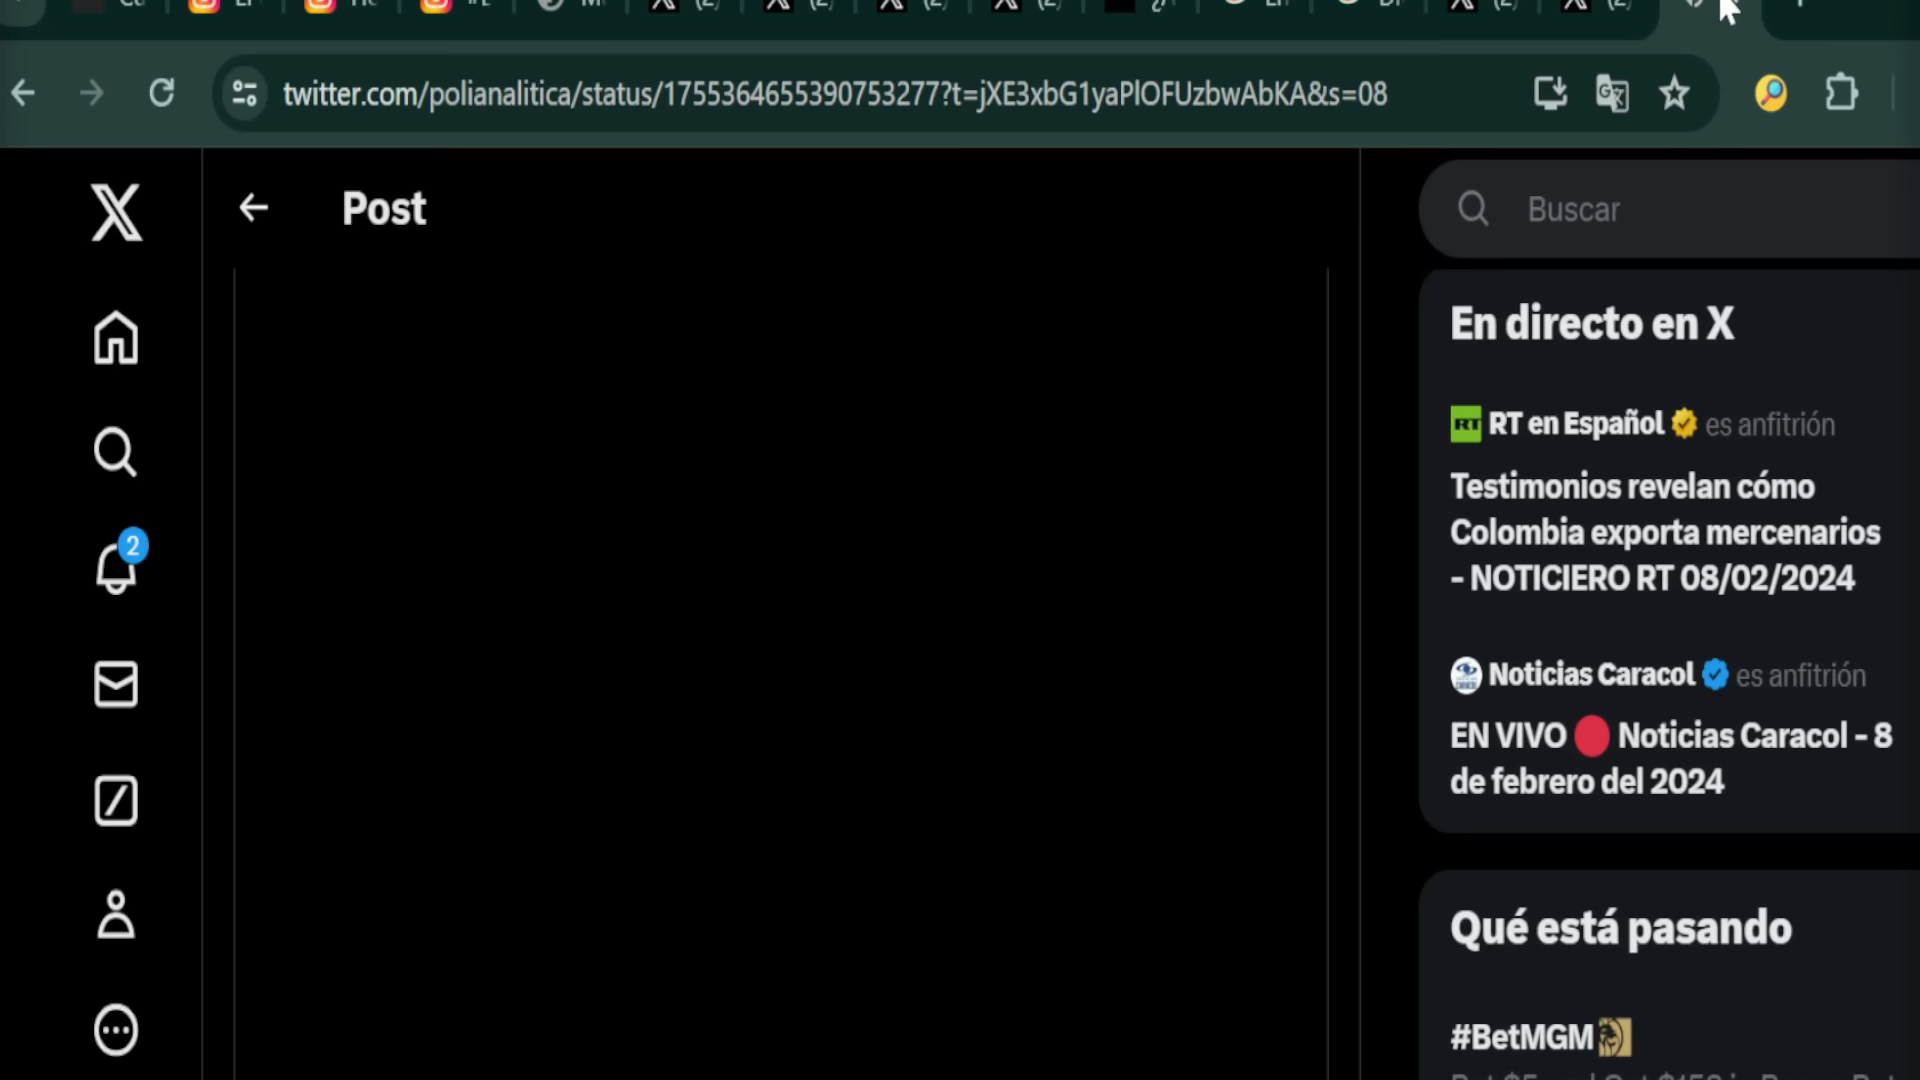 twitter.com/polianalitica/status/1755364655390753277?t=jXE3xbG1yaPlOFUzbwAbKA&s=08
Post
Buscar
En directo en X
RT en Español es anfitrión
Testimonios revelan cómo
Colombia exporta mercenarios
- NOTICIERO RT 08/02/2024
2
Noticias Caracol es anfitrión
EN VIVO 🔴 Noticias Caracol - 8
de febrero del 2024
Qué está pasando
#BetMGM